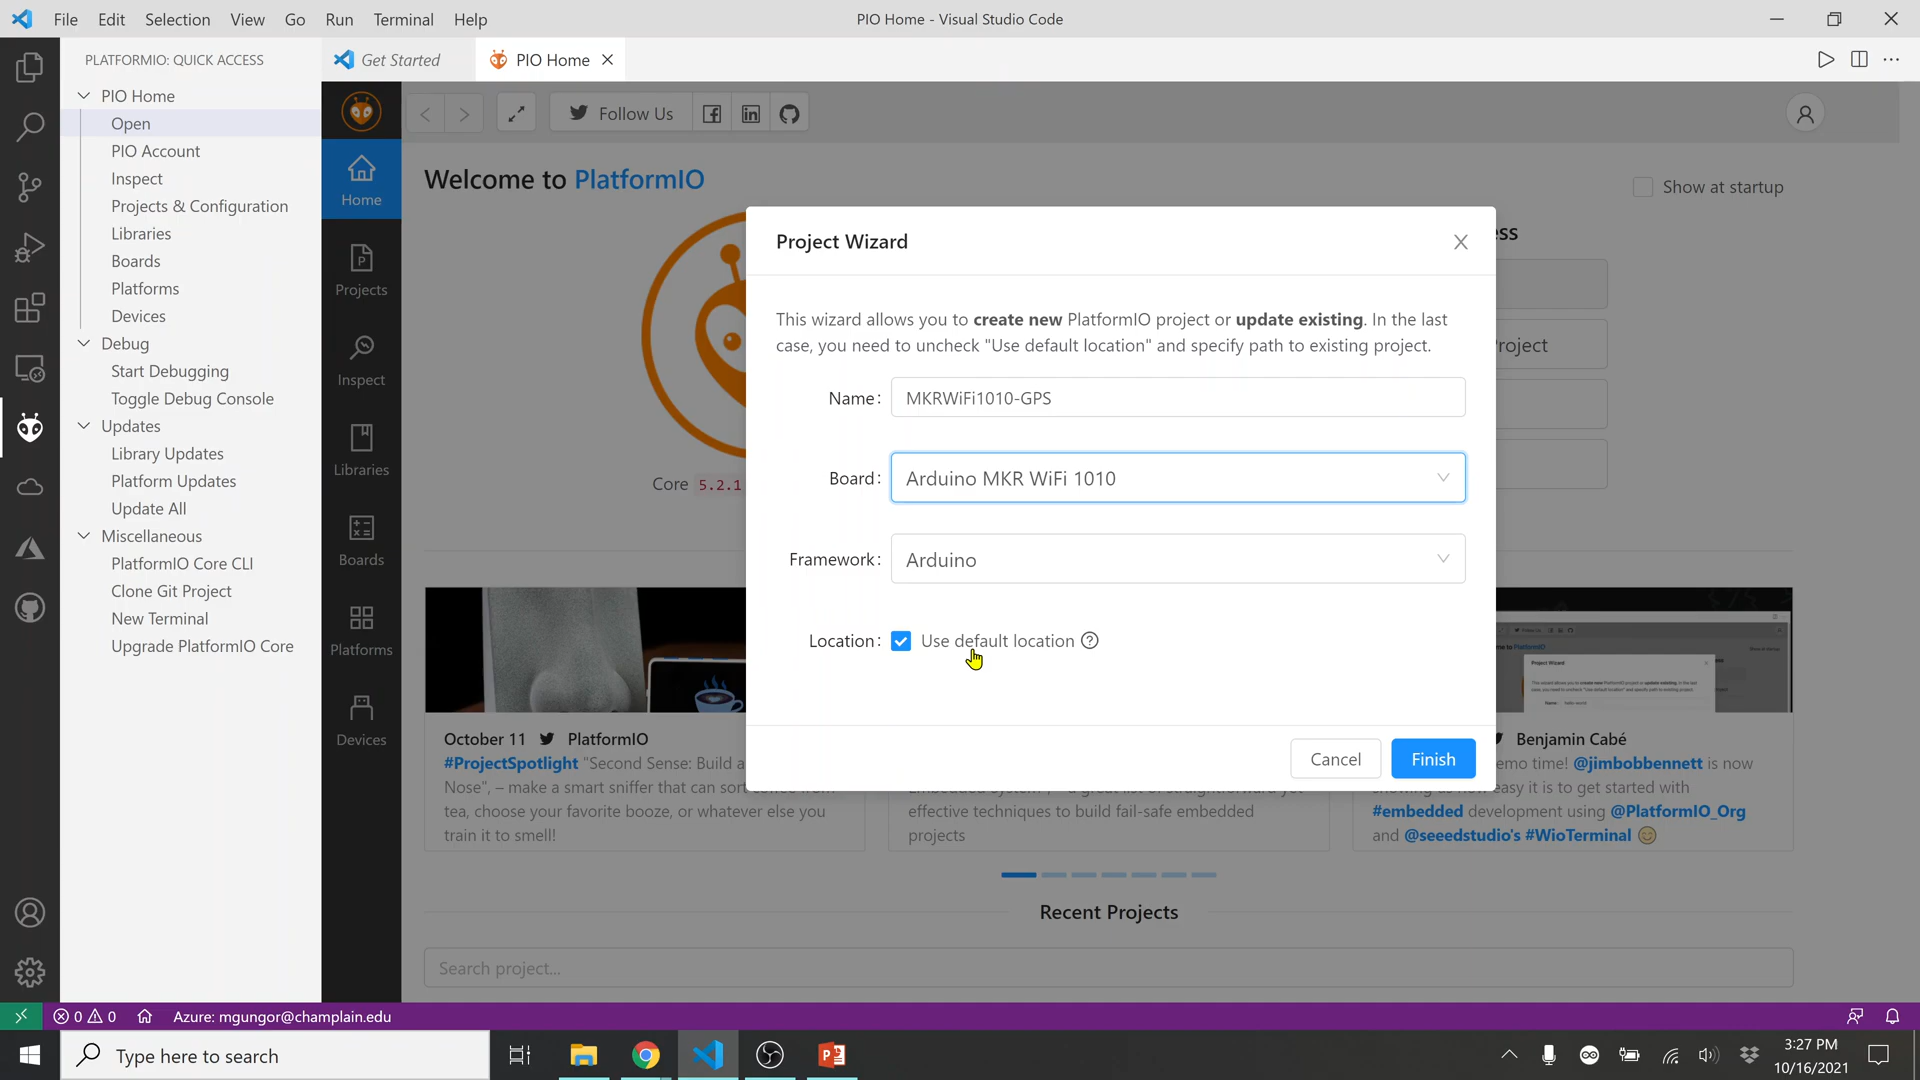 File Edit Selection View Go Run Terminal Help
PIO Home - Visual Studio Code
PLATFORMIO: QUICK ACCESS
Get Started
PIO Home
PIO Home
Open
PIO Account
Inspect
Projects & Configuration
Libraries
Boards
Platforms
Devices
Debug
Start Debugging
Toggle Debug Console
Updates
Library Updates
Platform Updates
Update All
Miscellaneous
PlatformIO Core CLI
Clone Git Project
New Terminal
Upgrade PlatformIO Core
Home
Projects
Inspect
Libraries
Boards
Platforms
Devices
Follow Us
Welcome to PlatformIO
Show at startup
ss
roject
Core 5.2.1
Project Wizard
This wizard allows you to create new PlatformIO project or update existing. In the last
case, you need to uncheck "Use default location" and specify path to existing project.
Name: MKRWiFi1010-GPS
Board: Arduino MKR WiFi 1010
Framework: Arduino
Location: Use default location
Cancel Finish
October 11 PlatformIO
#ProjectSpotlight "Second Sense: Build a
Nose", – make a smart sniffer that can sort
tea, choose your favorite booze, or whatever else you
train it to smell!
effective techniques to build fail-safe embedded
projects
Benjamin Cabé
emo time! @jimbobbennett is now
easy it is to get started with
#embedded development using @PlatformIO_Org
and @seeedstudio's #WioTerminal
Recent Projects
Search project...
0 0 Azure: mgungor@champlain.edu
Type here to search
3:27 PM
10/16/2021